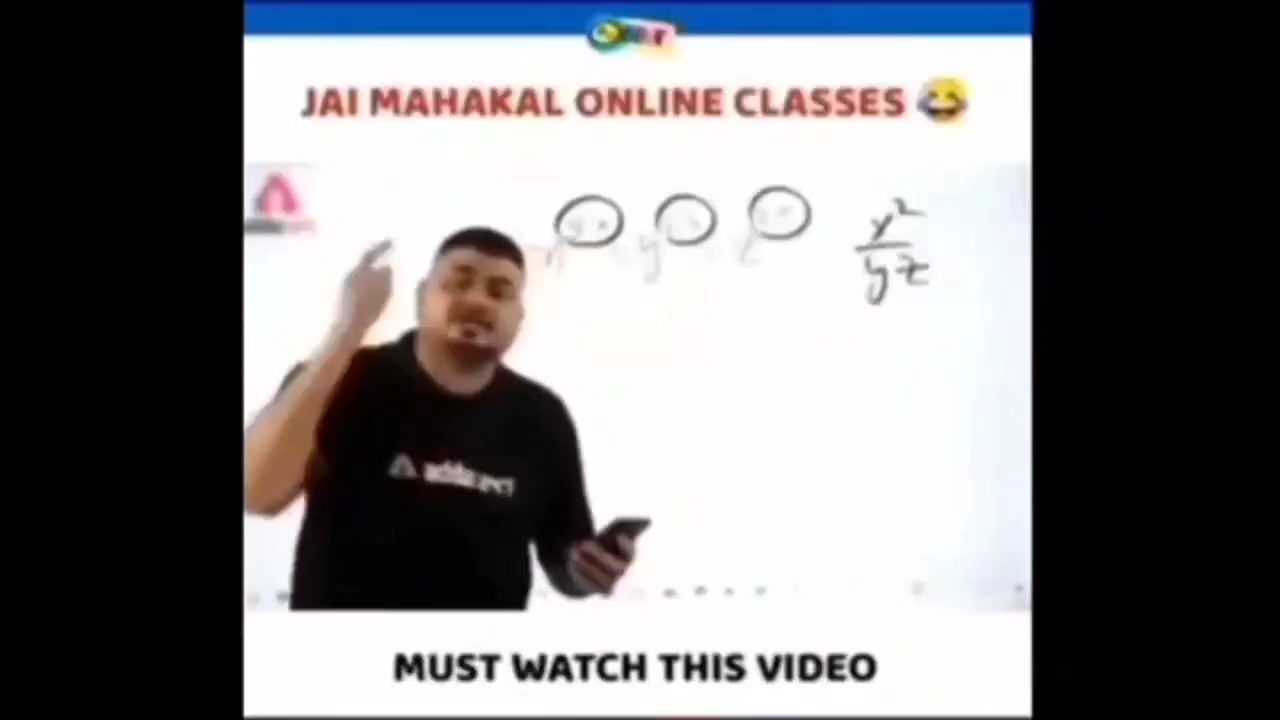 JAI MAHAKAL ONLINE CLASSES 😂
x²
yz
MUST WATCH THIS VIDEO